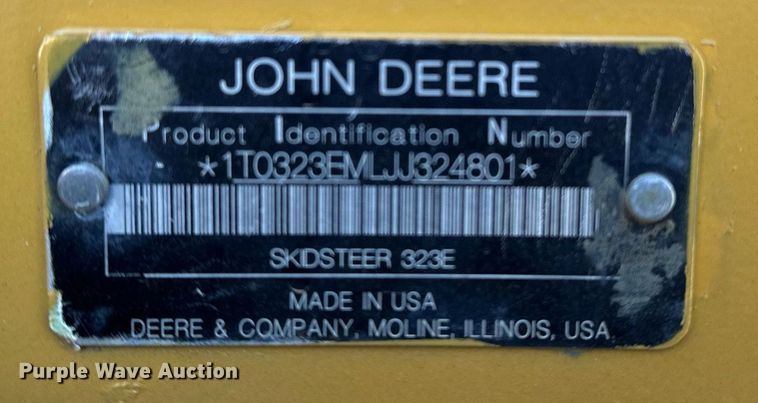 JOHN DEERE
Product Identification Number
*1T0323EMLJJ324801*
SKIDSTEER 323E
MADE IN USA
DEERE & COMPANY, MOLINE, ILLINOIS, USA
Purple Wave Auction